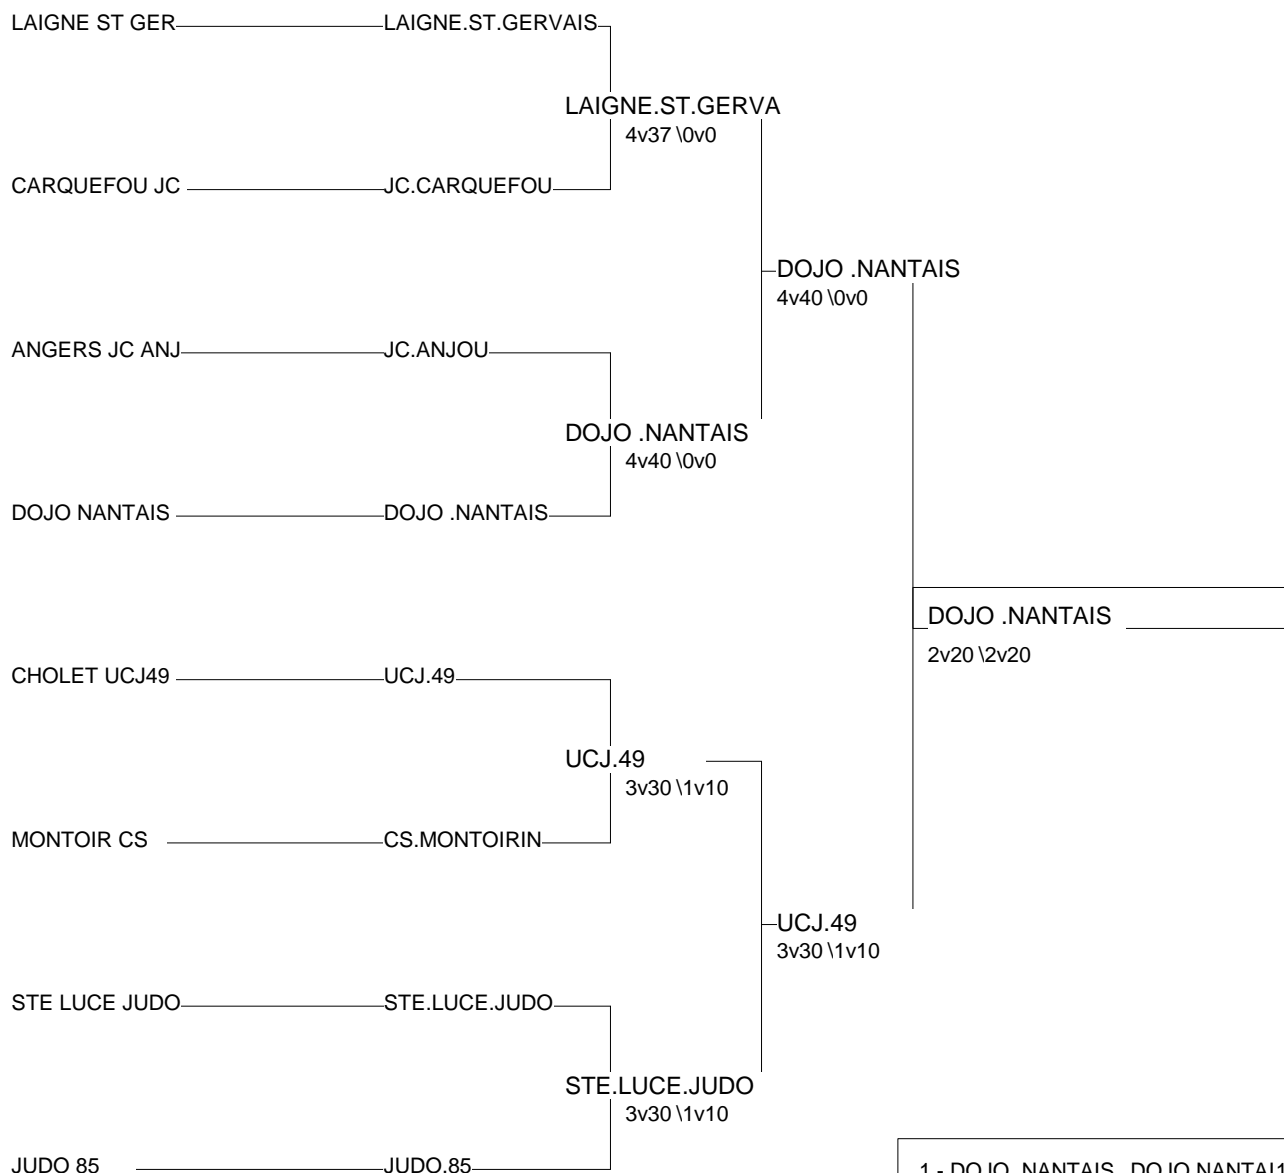 LAIGNE ST GER LAIGNE.ST.GERVAIS
LAIGNE.ST.GERVA
4v37 \0v0
CARQUEFOU JC JC.CARQUEFOU
DOJO .NANTAIS
4v40 \0v0
ANGERS JC ANJ JC.ANJOU
DOJO .NANTAIS
4v40 \0v0
DOJO NANTAIS DOJO .NANTAIS
DOJO .NANTAIS
2v20 \2v20
CHOLET UCJ49 UCJ.49
UCJ.49
3v30 \1v10
MONTOIR CS CS.MONTOIRIN
UCJ.49
3v30 \1v10
STE LUCE JUDO STE.LUCE.JUDO
STE.LUCE.JUDO
3v30 \1v10
JUDO 85 JUDO.85
1 - DOJO .NANTAIS